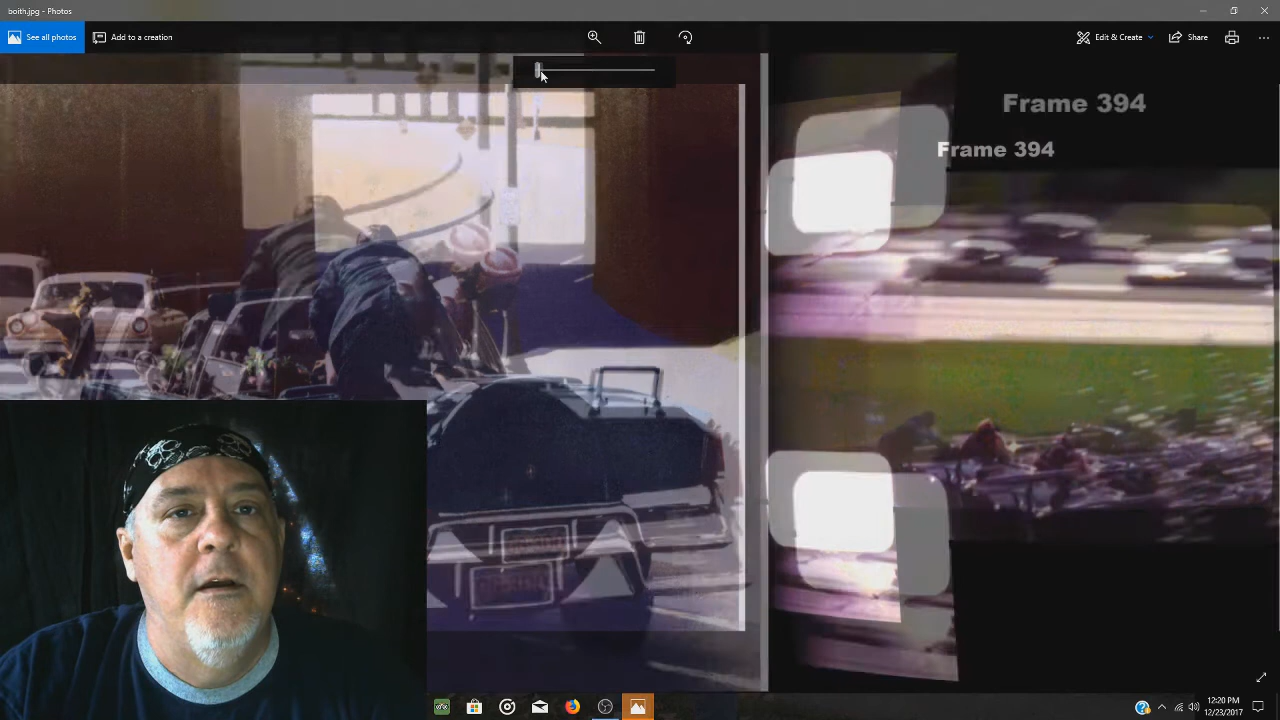 boith.jpg - Photos
See all photos
Add to a creation
Edit & Create
Share
Frame 394
Frame 394
12:20 PM
12/23/2017